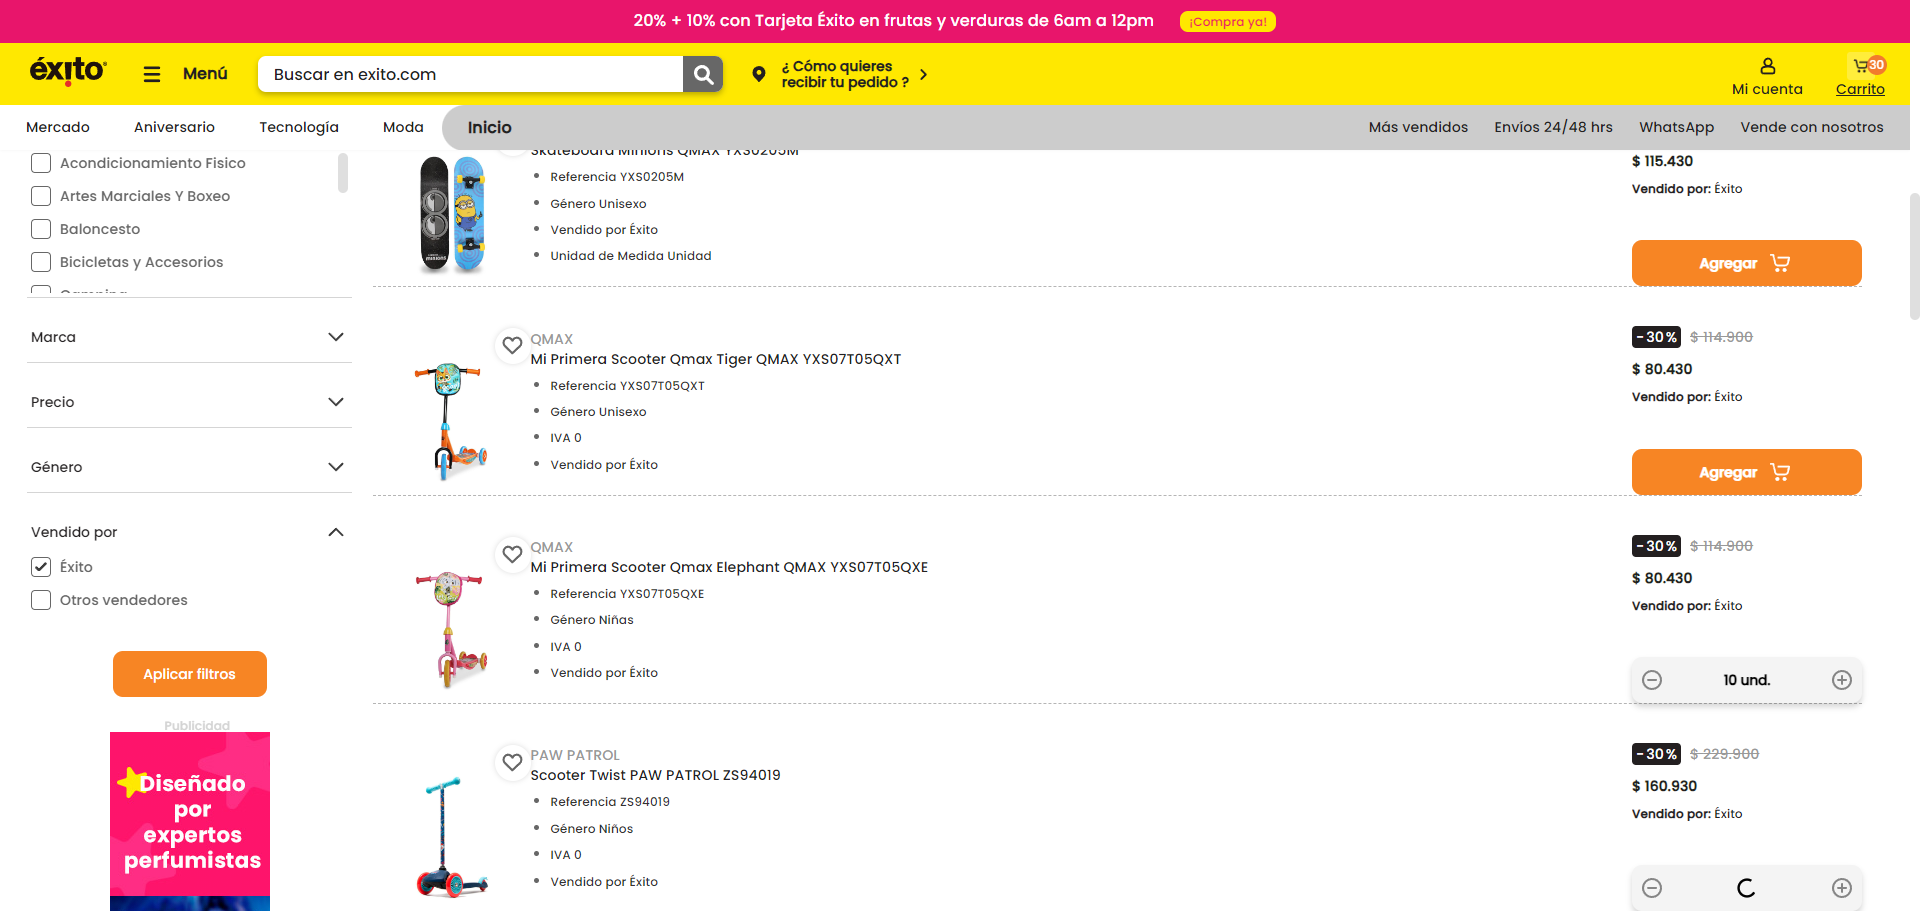 20% + 10% con Tarjeta Éxito en frutas y verduras de 6am a 12pm
¡Compra ya!
éxito
Menú
Buscar en exito.com
¿ Cómo quieres
recibir tu pedido ?
Mi cuenta
30
Carrito
Mercado
Aniversario
Tecnología
Moda
Inicio
Más vendidos
Envíos 24/48 hrs
WhatsApp
Vende con nosotros
Acondicionamiento Fisico
Artes Marciales Y Boxeo
Baloncesto
Bicicletas y Accesorios
Camping
Marca
Precio
Género
Vendido por
Éxito
Otros vendedores
Aplicar filtros
Publicidad
Diseñado
por
expertos
perfumistas
Skateboard Minions QMAX YXS0205M
Referencia YXS0205M
Género Unisexo
Vendido por Éxito
Unidad de Medida Unidad
$ 115.430
Vendido por: Éxito
Agregar
QMAX
Mi Primera Scooter Qmax Tiger QMAX YXS07T05QXT
Referencia YXS07T05QXT
Género Unisexo
IVA 0
Vendido por Éxito
-30% $ 114.900
$ 80.430
Vendido por: Éxito
Agregar
QMAX
Mi Primera Scooter Qmax Elephant QMAX YXS07T05QXE
Referencia YXS07T05QXE
Género Niñas
IVA 0
Vendido por Éxito
-30% $ 114.900
$ 80.430
Vendido por: Éxito
10 und.
PAW PATROL
Scooter Twist PAW PATROL ZS94019
Referencia ZS94019
Género Niños
IVA 0
Vendido por Éxito
-30% $ 229.900
$ 160.930
Vendido por: Éxito